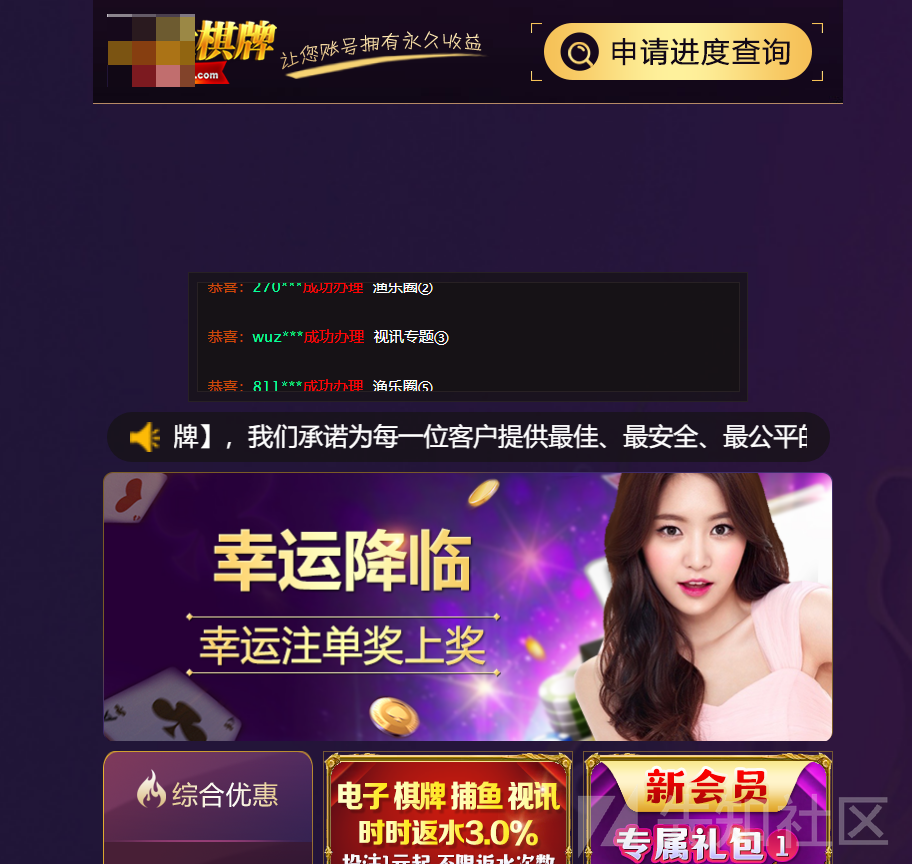 棋牌
.com
让您账号拥有永久收益
申请进度查询
恭喜：270***成功办理 渔乐圈②
恭喜：wuz***成功办理 视讯专题③
恭喜：811***成功办理 渔乐圈⑤
牌】，我们承诺为每一位客户提供最佳、最安全、最公平的
幸运降临
幸运注单奖上奖
综合优惠
电子 棋牌 捕鱼 视讯
时时返水3.0%
投注1元起 不限返水次数
新会员
专属礼包 1
先知社区